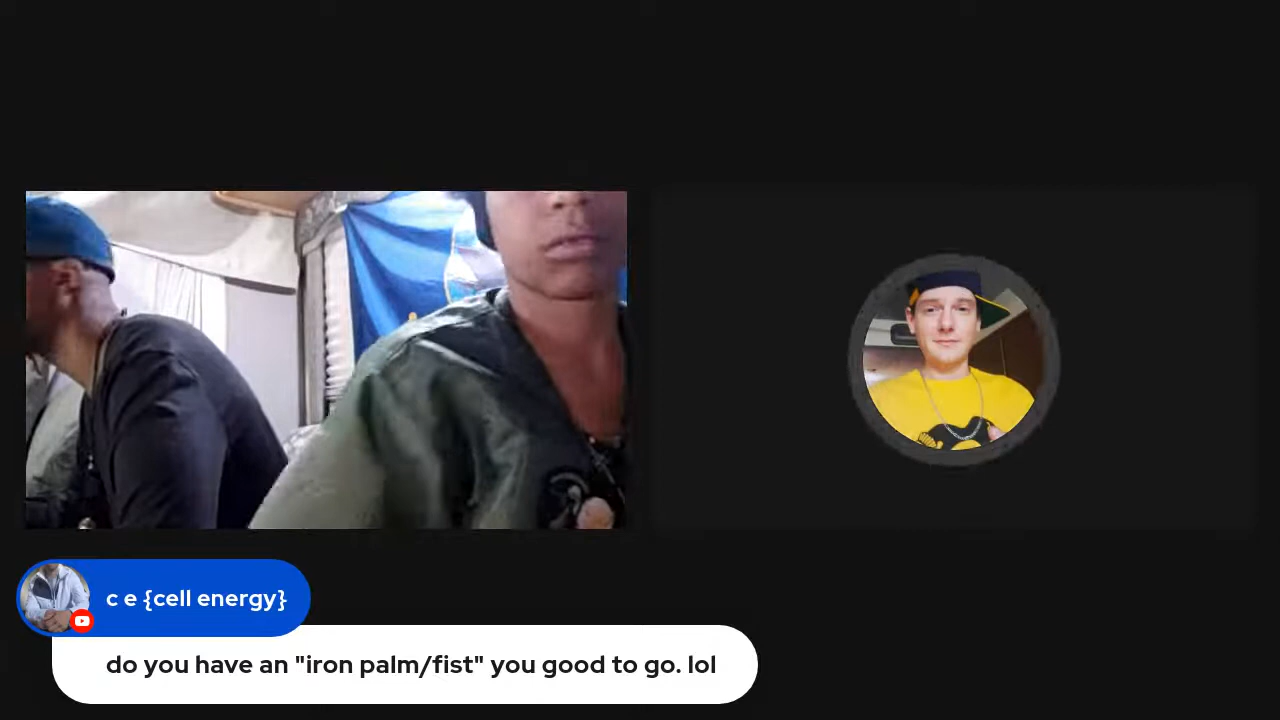 c e {cell energy}
do you have an "iron palm/fist" you good to go. lol